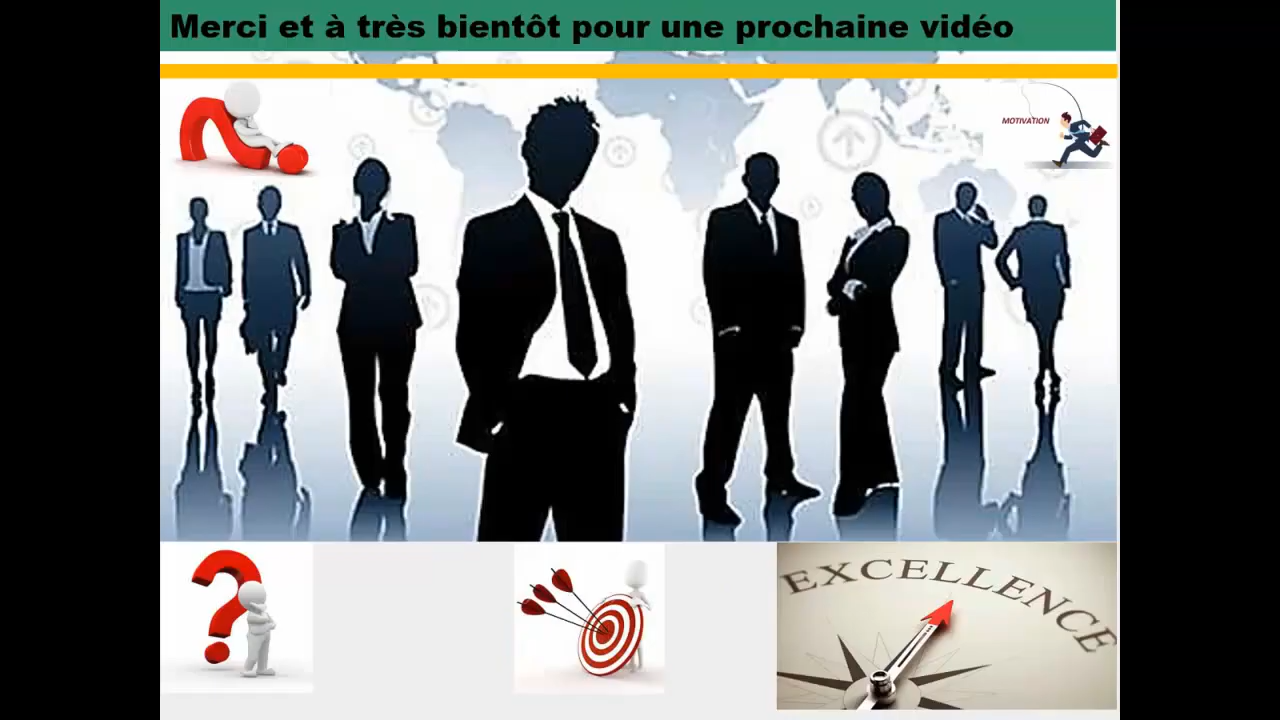 Merci et à très bientôt pour une prochaine vidéo
MOTIVATION
EXCELLENCE